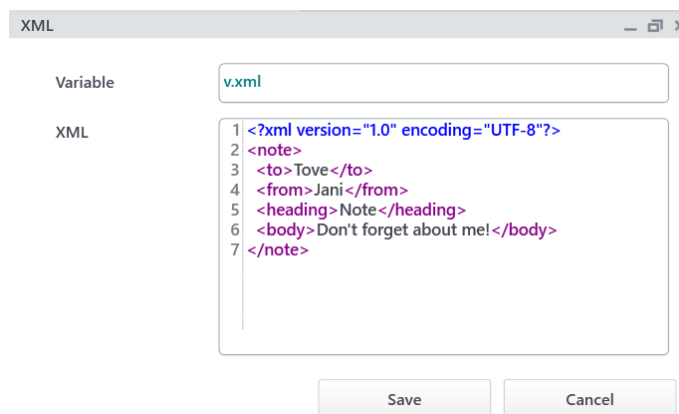 XML
Variable v.xml
XML
1 <?xml version="1.0" encoding="UTF-8"?>
2 <note>
3 <to>Tove</to>
4 <from>Jani</from>
5 <heading>Note</heading>
6 <body>Don't forget about me!</body>
7 </note>
Save Cancel